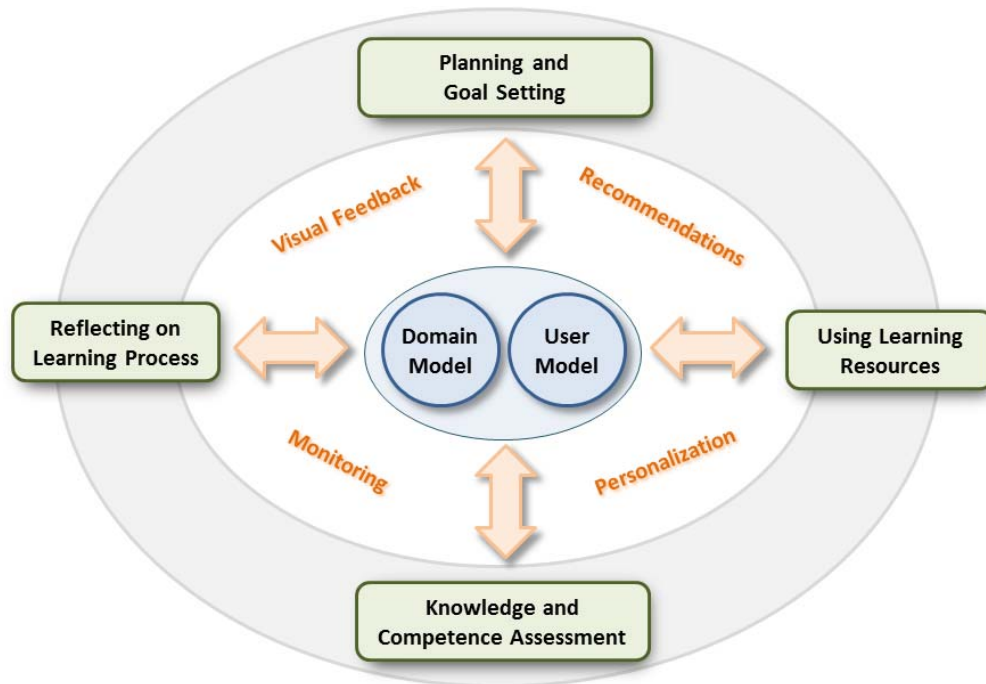 Planning and
Goal Setting
Visual Feedback
Recommendations
Reflecting on
Learning Process
Domain
Model
User
Model
Using Learning
Resources
Monitoring
Personalization
Knowledge and
Competence Assessment